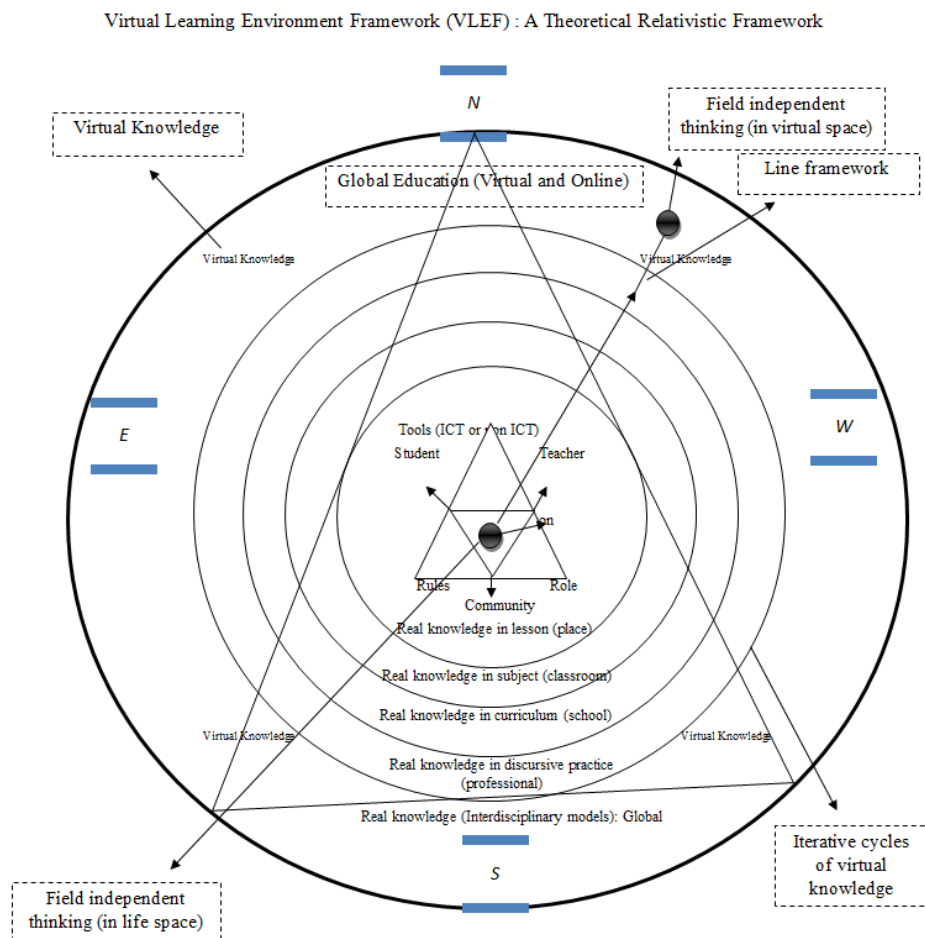 Virtual Learning Environment Framework (VLEF) : A Theoretical Relativistic Framework
N
Field independent
thinking (in virtual space)
Virtual Knowledge
Line framework
Global Education (Virtual and Online)
Virtual Knowledge
Virtual Knowledge
E
W
Tools (ICT or non ICT)
Student
Teacher
on
Rules
Role
Community
Real knowledge in lesson (place)
Real knowledge in subject (classroom)
Real knowledge in curriculum (school)
Virtual Knowledge
Virtual Knowledge
Real knowledge in discursive practice
(professional)
Real knowledge (Interdisciplinary models): Global
Iterative cycles
of virtual
knowledge
S
Field independent
thinking (in life space)